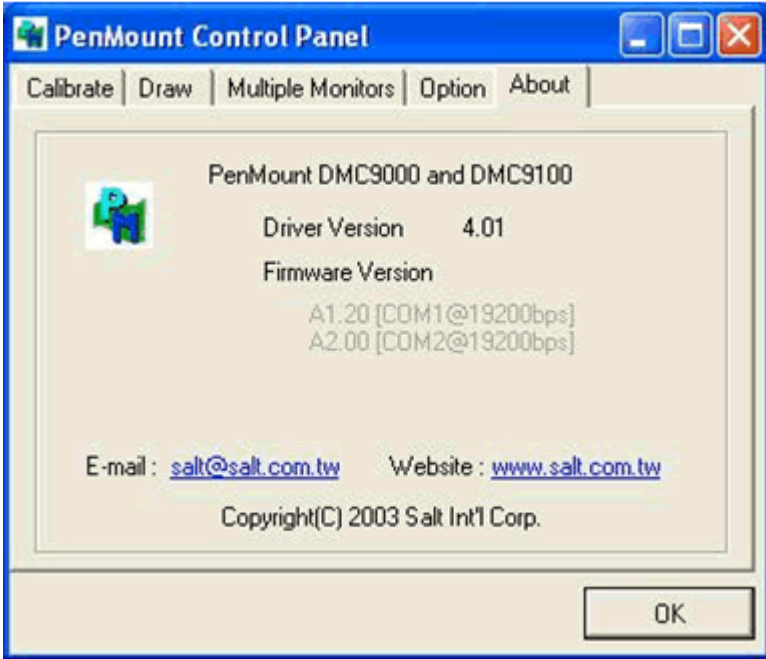 PenMount Control Panel
Calibrate Draw Multiple Monitors Option About
PM
PenMount DMC9000 and DMC9100
Driver Version 4.01
Firmware Version
A1.20 [COM1@19200bps]
A2.00 [COM2@19200bps]
E-mail : salt@salt.com.tw Website : www.salt.com.tw
Copyright(C) 2003 Salt Int'l Corp.
OK